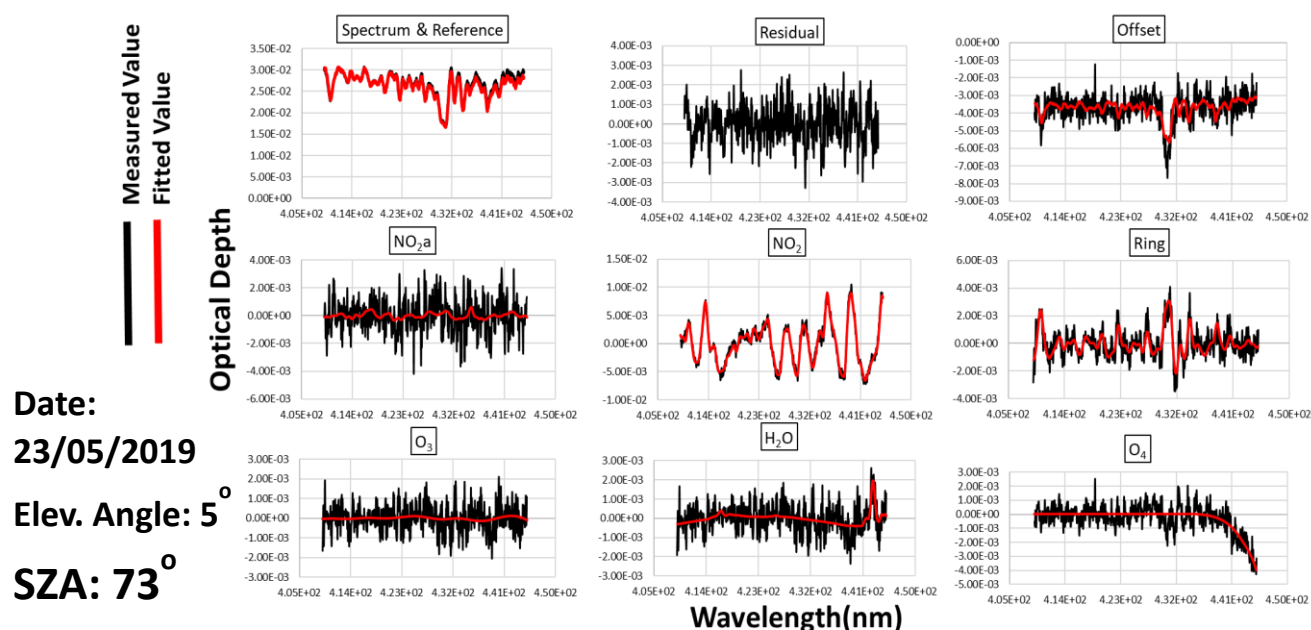 Measured Value
Fitted Value
Date:
23/05/2019
Elev. Angle: 5°
SZA: 73°
Optical Depth
Wavelength(nm)
Spectrum & Reference
3.50E-02
3.00E-02
2.50E-02
2.00E-02
1.50E-02
1.00E-02
5.00E-03
0.00E+00
4.05E+02 4.14E+02 4.23E+02 4.32E+02 4.41E+02 4.50E+02
Residual
4.00E-03
3.00E-03
2.00E-03
1.00E-03
0.00E+00
-1.00E-03
-2.00E-03
-3.00E-03
-4.00E-03
4.05E+02 4.14E+02 4.23E+02 4.32E+02 4.41E+02 4.50E+02
Offset
0.00E+00
-1.00E-03
-2.00E-03
-3.00E-03
-4.00E-03
-5.00E-03
-6.00E-03
-7.00E-03
-8.00E-03
-9.00E-03
4.05E+02 4.14E+02 4.23E+02 4.32E+02 4.41E+02 4.50E+02
NO₂a
4.00E-03
2.00E-03
0.00E+00
-2.00E-03
-4.00E-03
-6.00E-03
4.05E+02 4.14E+02 4.23E+02 4.32E+02 4.41E+02 4.50E+02
NO₂
1.50E-02
1.00E-02
5.00E-03
0.00E+00
-5.00E-03
-1.00E-02
4.05E+02 4.14E+02 4.23E+02 4.32E+02 4.41E+02 4.50E+02
Ring
6.00E-03
4.00E-03
2.00E-03
0.00E+00
-2.00E-03
-4.00E-03
4.05E+02 4.14E+02 4.23E+02 4.32E+02 4.41E+02 4.50E+02
O₃
3.00E-03
2.00E-03
1.00E-03
0.00E+00
-1.00E-03
-2.00E-03
-3.00E-03
4.05E+02 4.14E+02 4.23E+02 4.32E+02 4.41E+02 4.50E+02
H₂O
3.00E-03
2.00E-03
1.00E-03
0.00E+00
-1.00E-03
-2.00E-03
-3.00E-03
4.05E+02 4.14E+02 4.23E+02 4.32E+02 4.41E+02 4.50E+02
O₄
3.00E-03
2.00E-03
1.00E-03
0.00E+00
-1.00E-03
-2.00E-03
-3.00E-03
-4.00E-03
-5.00E-03
4.05E+02 4.14E+02 4.23E+02 4.32E+02 4.41E+02 4.50E+02